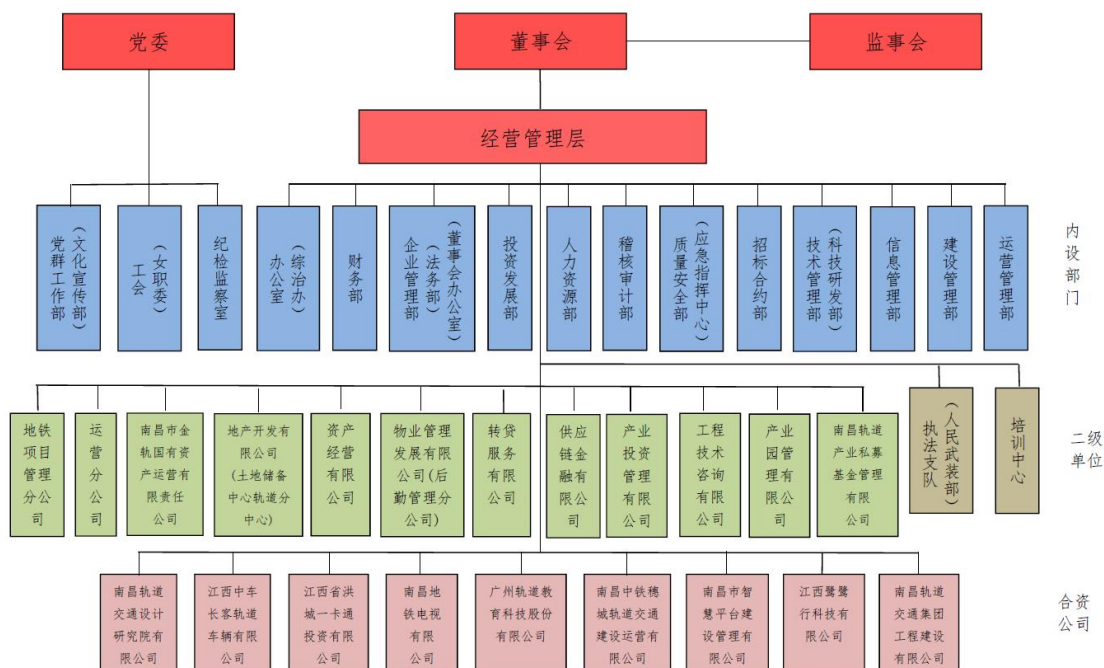 党委
董事会
监事会
经营管理层
党群工作部
（文化宣传部）
工会
（女职委）
纪检监察室
办公室
（综治办）
财务部
企业管理部
（法务部）
（董事会办公室）
投资发展部
人力资源部
稽核审计部
质量安全部
（应急指挥中心）
招标合约部
技术管理部
（科技研发部）
信息管理部
建设管理部
运营管理部
内设部门
地铁
项目
管理
分公
司
运
营
分
公
司
南昌市金
轨国有资
产运营有
限责任
公司
地产开发有
限公司
(土地储备
中心轨道分
中心)
资产
经营有
限公司
物业管理
发展有限
公司(后
勤管理分
公司)
转贷
服务有
限公司
供应
链金
融有
限公
司
产业
投资管
理有限
公司
工程
技术
咨询有
限公司
产业
园管
理有
限公
司
南昌轨道
产业私募
基金管理
有限
公司
执法支队
（人民武装部）
培训中心
二级
单位
南昌轨道
交通设计
研究院有
限公司
江西中车
长客轨道
车辆有限
公司
江西省洪
城一卡通
投资有限
公司
南昌地
铁电视
有限
公司
广州轨道教
育科技股份
有限公司
南昌中铁穗
城轨道交通
建设运营有
限公司
南昌市智
慧平台建
设管理有
限公司
江西鹭鹭
行科技有
限公司
南昌轨道
交通集团
工程建设
有限公司
合资
公司